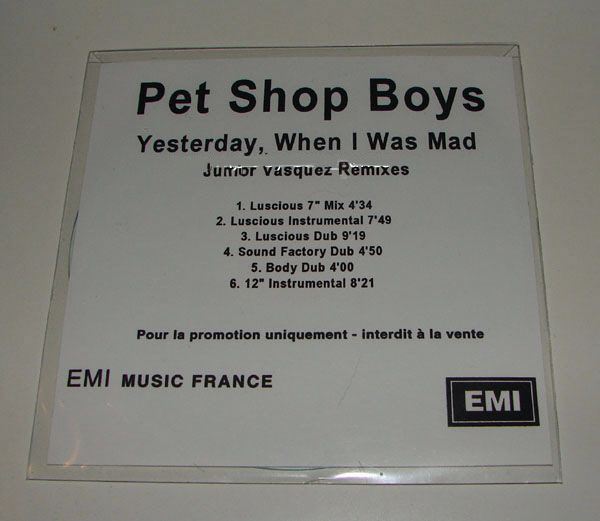 Pet Shop Boys
Yesterday, When I Was Mad
Junior Vasquez Remixes
1. Luscious 7" Mix 4'34
2. Luscious Instrumental 7'49
3. Luscious Dub 9'19
4. Sound Factory Dub 4'50
5. Body Dub 4'00
6. 12" Instrumental 8'21
Pour la promotion uniquement - interdit à la vente
EMI MUSIC FRANCE
EMI